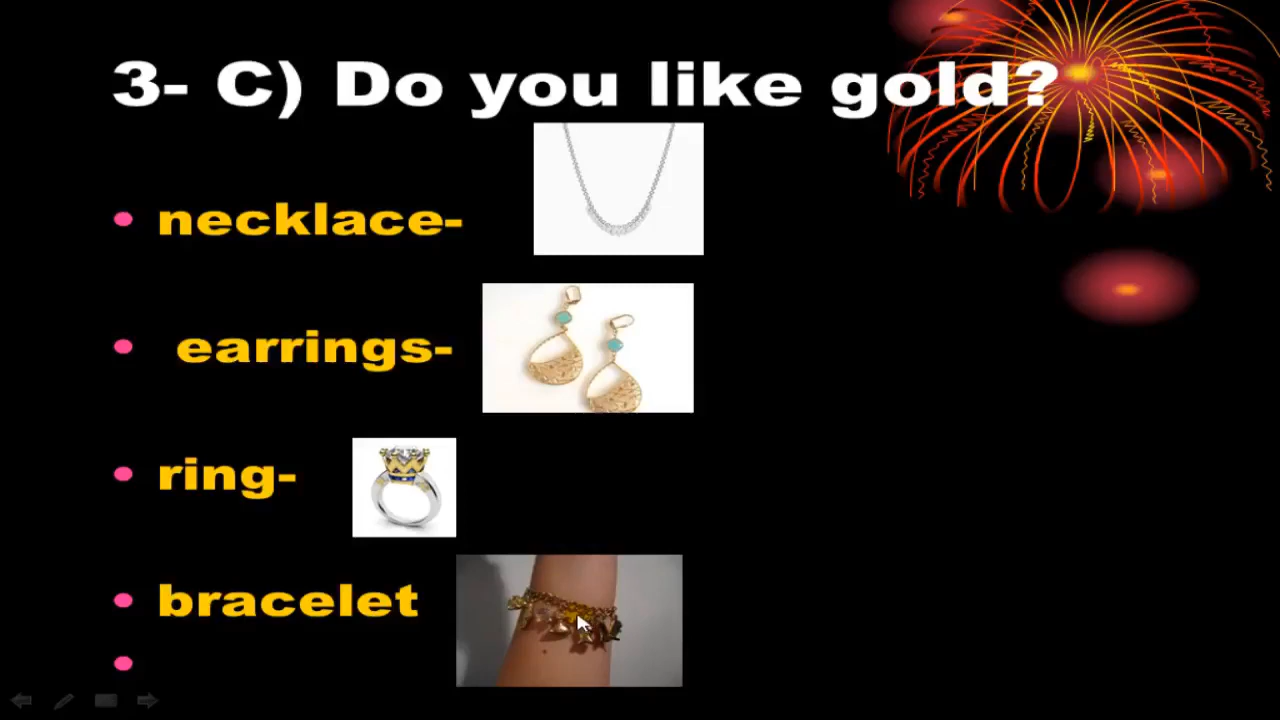 3- C) Do you like gold?
• necklace-
• earrings-
• ring-
• bracelet
•